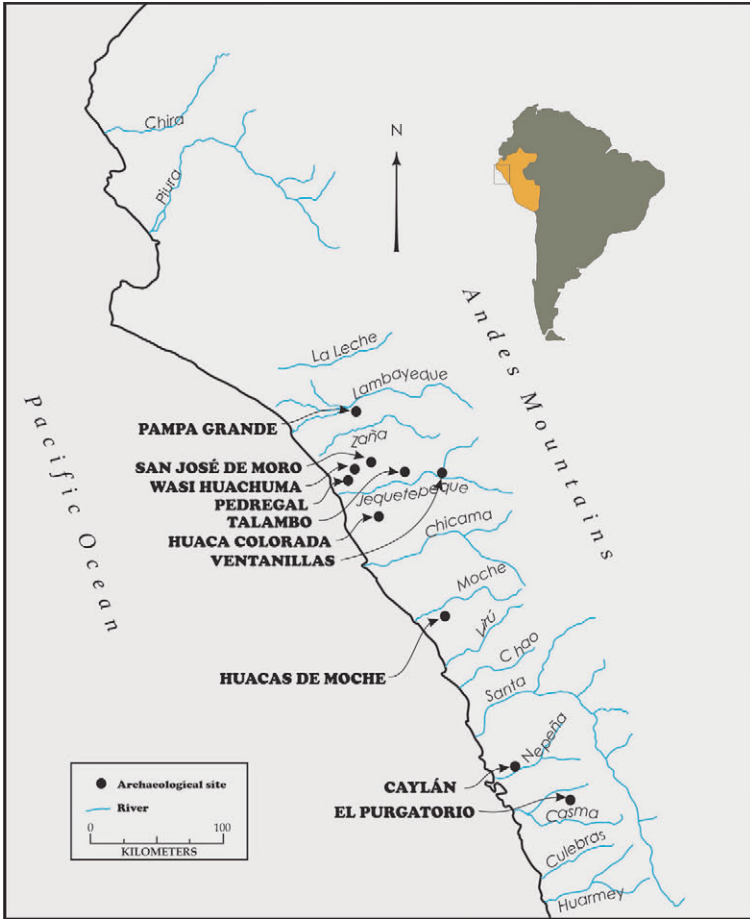 Chira
N
Piura
Andes Mountains
La Leche
Lambayeque
Pacific Ocean
PAMPA GRANDE
Zaña
SAN JOSÉ DE MORO
WASI HUACHUMA
PEDREGAL
Jequetepeque
TALAMBO
Chicama
HUACA COLORADA
VENTANILLAS
Moche
Virú
Chao
HUACAS DE MOCHE
Santa
Nepeña
Archaeological site
CAYLÁN
River
EL PURGATORIO
Casma
0 100
KILOMETERS
Culebras
Huarmey